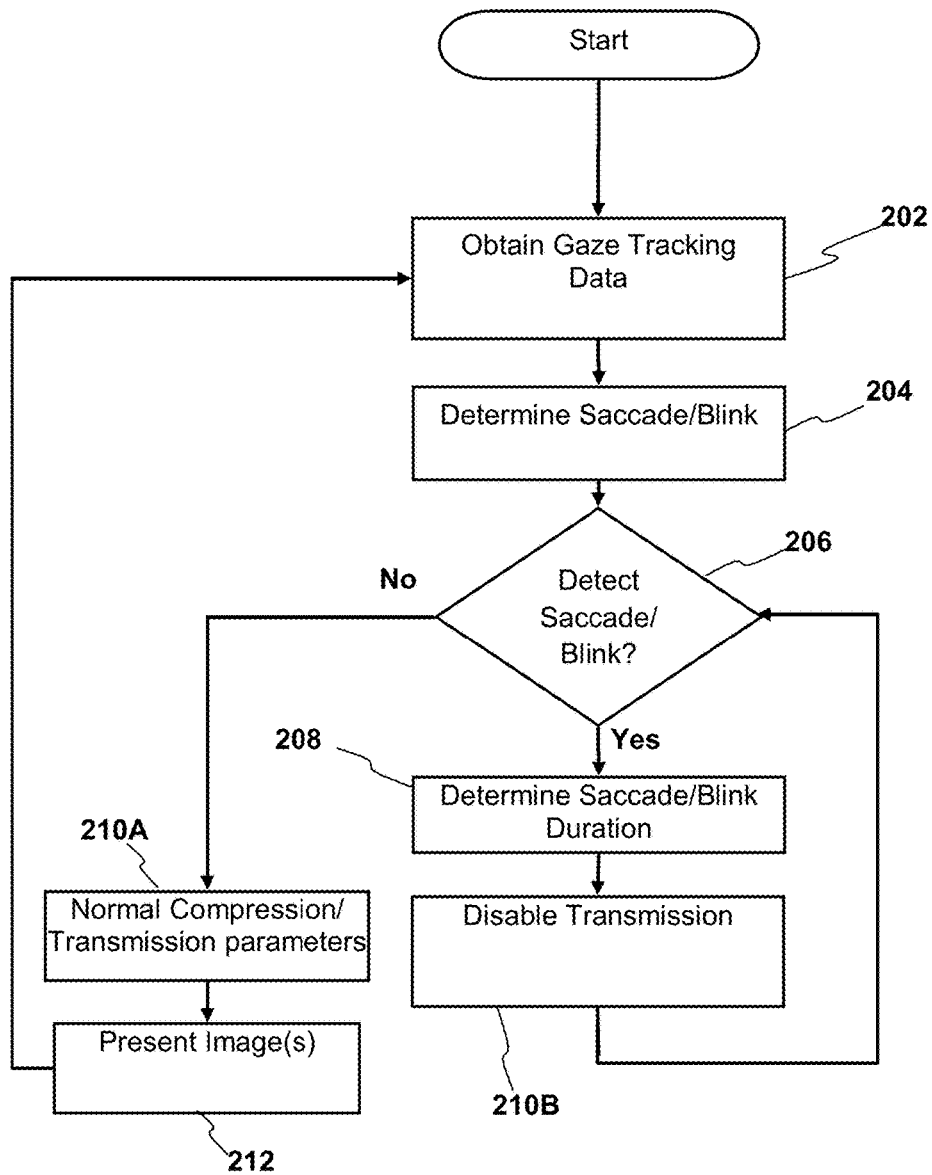 Start
202
Obtain Gaze Tracking
Data
204
Determine Saccade/Blink
206
No
Detect
Saccade/
Blink?
Yes
208
Determine Saccade/Blink
Duration
210A
Normal Compression/
Transmission parameters
Disable Transmission
Present Image(s)
210B
212